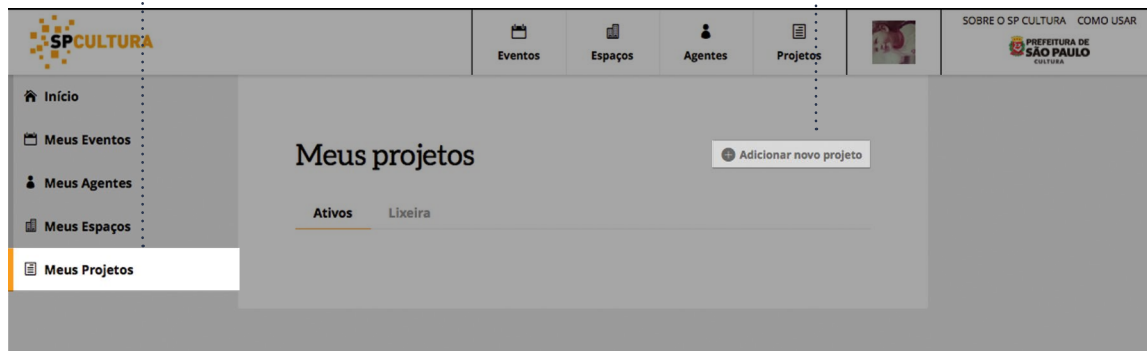 SPCULTURA
Eventos
Espaços
Agentes
Projetos
SOBRE O SP CULTURA COMO USAR
PREFEITURA DE
SÃO PAULO
CULTURA
Início
Meus Eventos
Meus Agentes
Meus Espaços
Meus Projetos
Meus projetos
Adicionar novo projeto
Ativos Lixeira